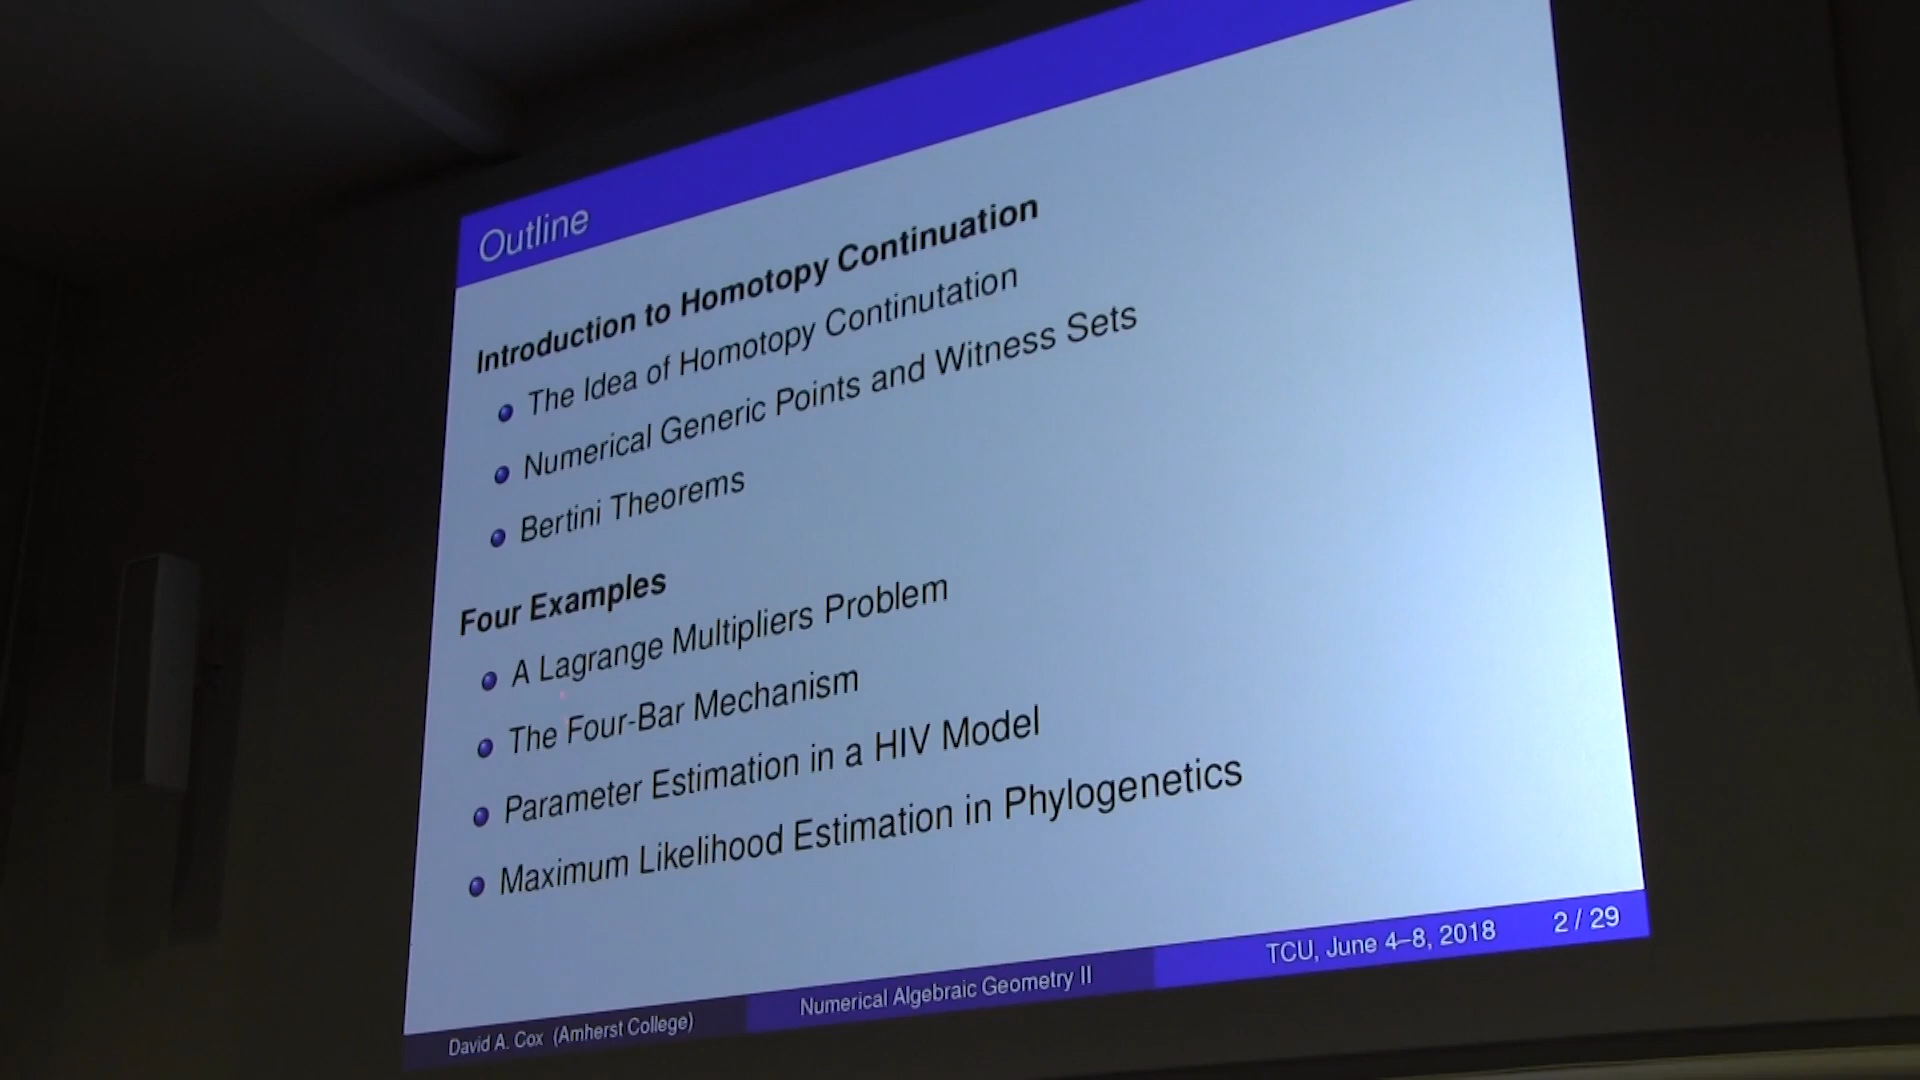 Outline
Introduction to Homotopy Continuation
The Idea of Homotopy Continutation
Numerical Generic Points and Witness Sets
Bertini Theorems
Four Examples
A Lagrange Multipliers Problem
The Four-Bar Mechanism
Parameter Estimation in a HIV Model
Maximum Likelihood Estimation in Phylogenetics
David A. Cox (Amherst College)
Numerical Algebraic Geometry II
TCU, June 4–8, 2018
2 / 29